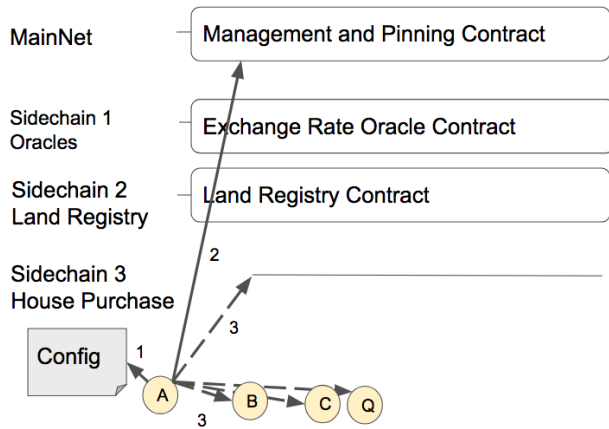 MainNet
Management and Pinning Contract
Sidechain 1
Oracles
Exchange Rate Oracle Contract
Sidechain 2
Land Registry
Land Registry Contract
2
Sidechain 3
House Purchase
3
Config
1
A
B
C
Q
3